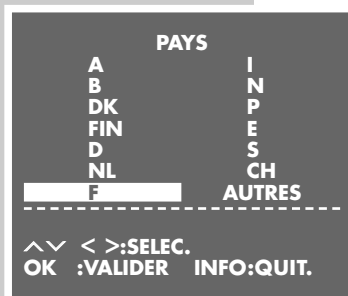 PAYS
A I
B N
DK P
FIN E
D S
NL CH
F AUTRES
< >:SELEC.
OK :VALIDER INFO:QUIT.